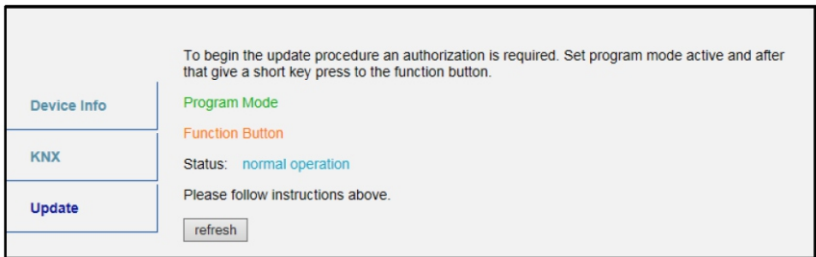 To begin the update procedure an authorization is required. Set program mode active and after
that give a short key press to the function button.
Device Info
Program Mode
Function Button
KNX
Status: normal operation
Please follow instructions above.
Update
refresh